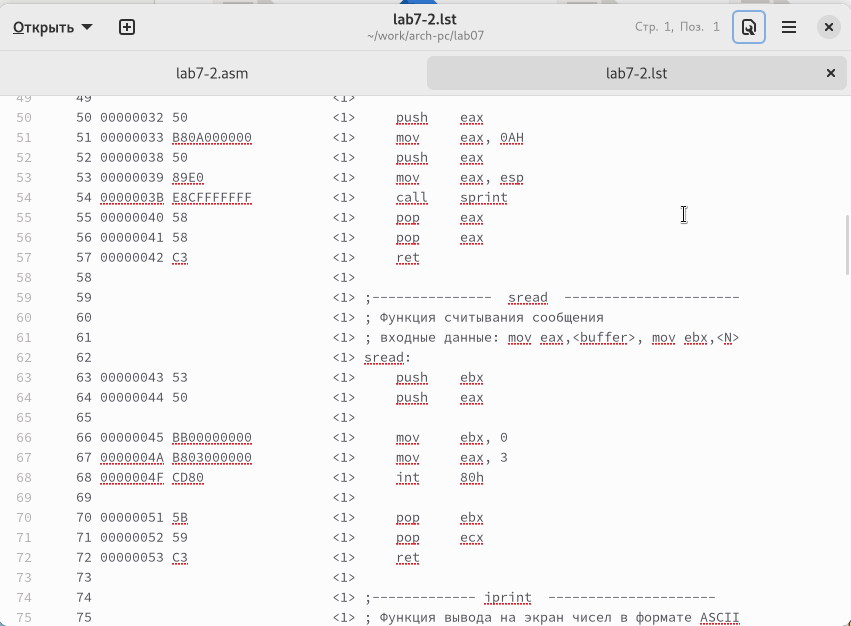 Открыть
lab7-2.lst
~/work/arch-pc/lab07
Стр. 1, Поз. 1
lab7-2.asm
lab7-2.lst
49 49 <1>
50 50 00000032 50 <1> push eax
51 51 00000033 B80A000000 <1> mov eax, 0AH
52 52 00000038 50 <1> push eax
53 53 00000039 89E0 <1> mov eax, esp
54 54 0000003B E8CFFFFFFF <1> call sprint
55 55 00000040 58 <1> pop eax
56 56 00000041 58 <1> pop eax
57 57 00000042 C3 <1> ret
58 58 <1>
59 59 <1> ;--------------- sread ----------------------
60 60 <1> ; Функция считывания сообщения
61 61 <1> ; входные данные: mov eax,<buffer>, mov ebx,<N>
62 62 <1> sread:
63 63 00000043 53 <1> push ebx
64 64 00000044 50 <1> push eax
65 65 <1>
66 66 00000045 BB00000000 <1> mov ebx, 0
67 67 0000004A B803000000 <1> mov eax, 3
68 68 0000004F CD80 <1> int 80h
69 69 <1>
70 70 00000051 5B <1> pop ebx
71 71 00000052 59 <1> pop ecx
72 72 00000053 C3 <1> ret
73 73 <1>
74 74 <1> ;------------- iprint ---------------------
75 75 <1> ; Функция вывода на экран чисел в формате ASCII